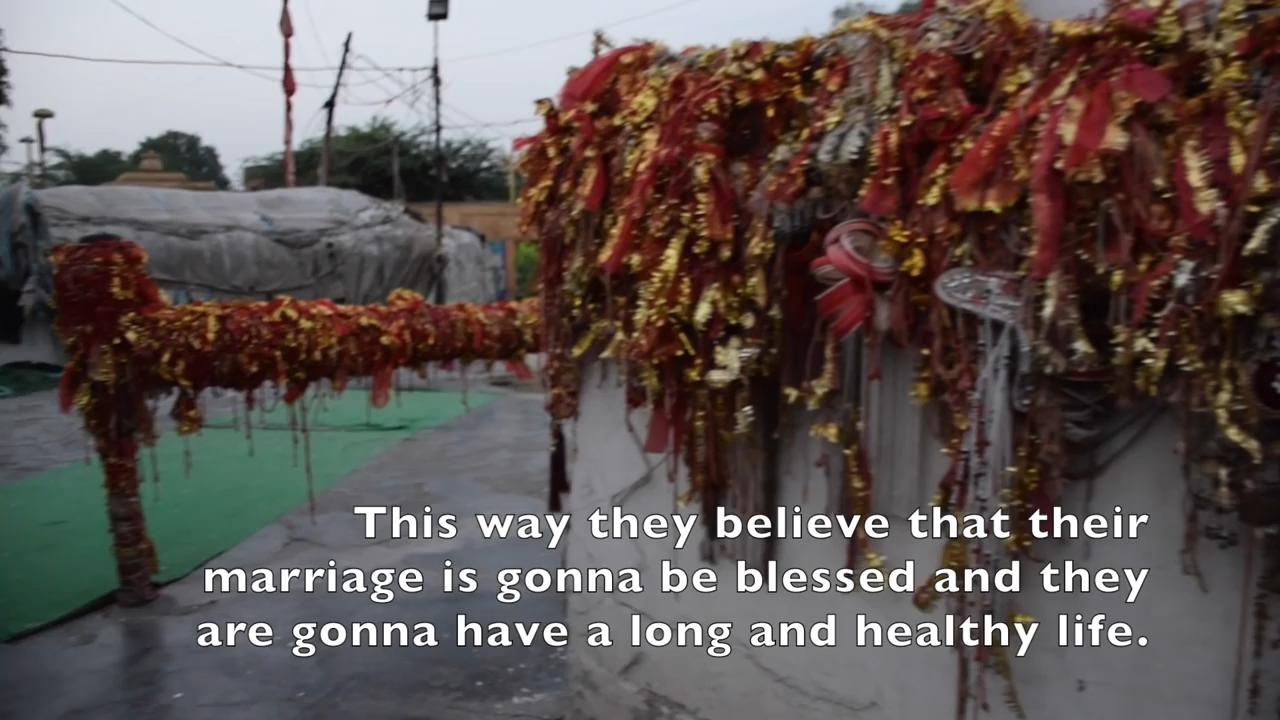 This way they believe that their
marriage is gonna be blessed and they
are gonna have a long and healthy life.